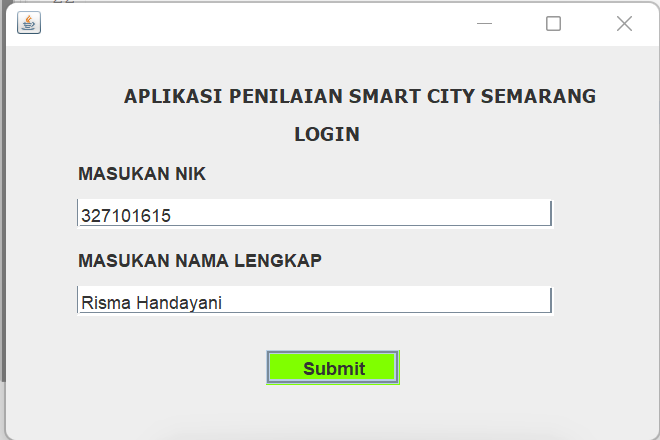 APLIKASI PENILAIAN SMART CITY SEMARANG
LOGIN
MASUKAN NIK
327101615
MASUKAN NAMA LENGKAP
Risma Handayani
Submit